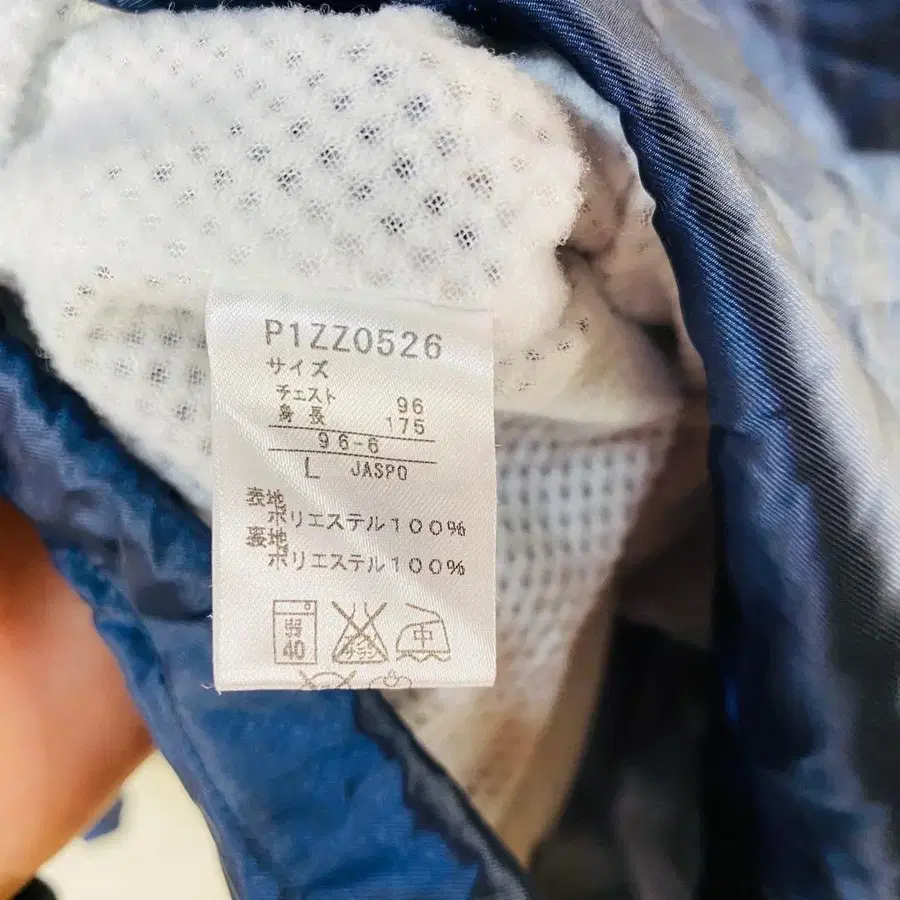 P1ZZ0526
サイズ
チェスト 96
身長 175
96-6
L JASPO
表地
ポリエステル100%
裏地
ポリエステル100%
弱 中
40